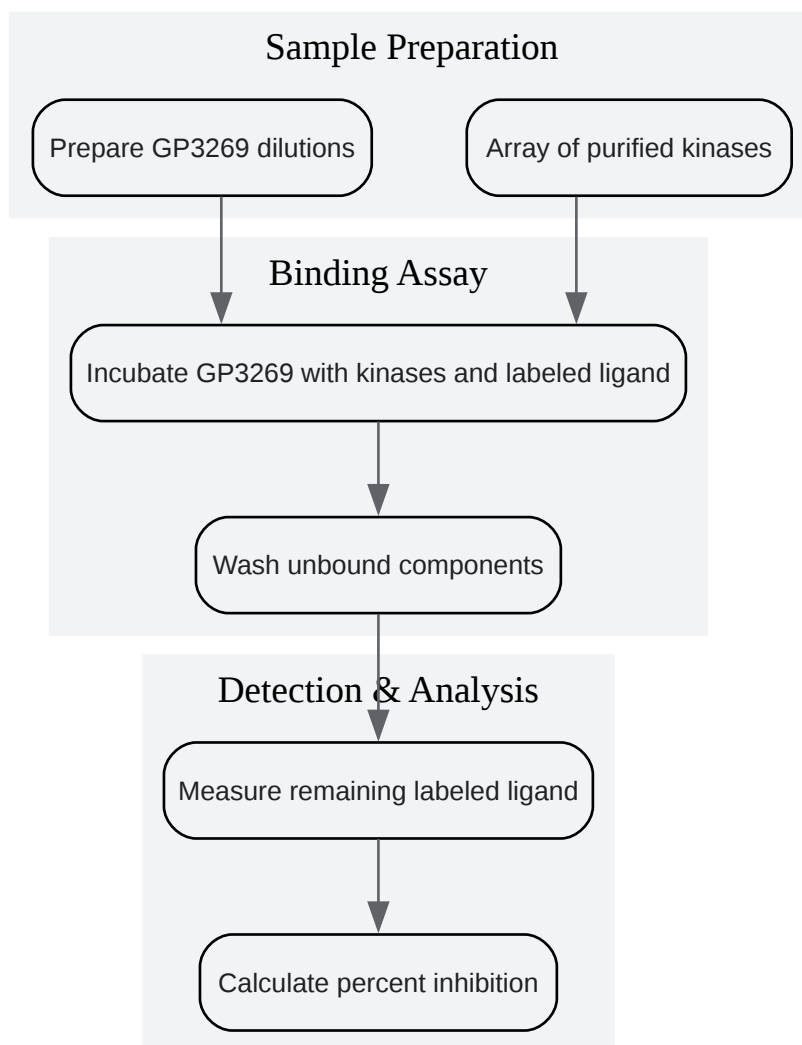 Sample Preparation
Prepare GP3269 dilutions
Array of purified kinases
Binding Assay
Incubate GP3269 with kinases and labeled ligand
Wash unbound components
Detection & Analysis
Measure remaining labeled ligand
Calculate percent inhibition